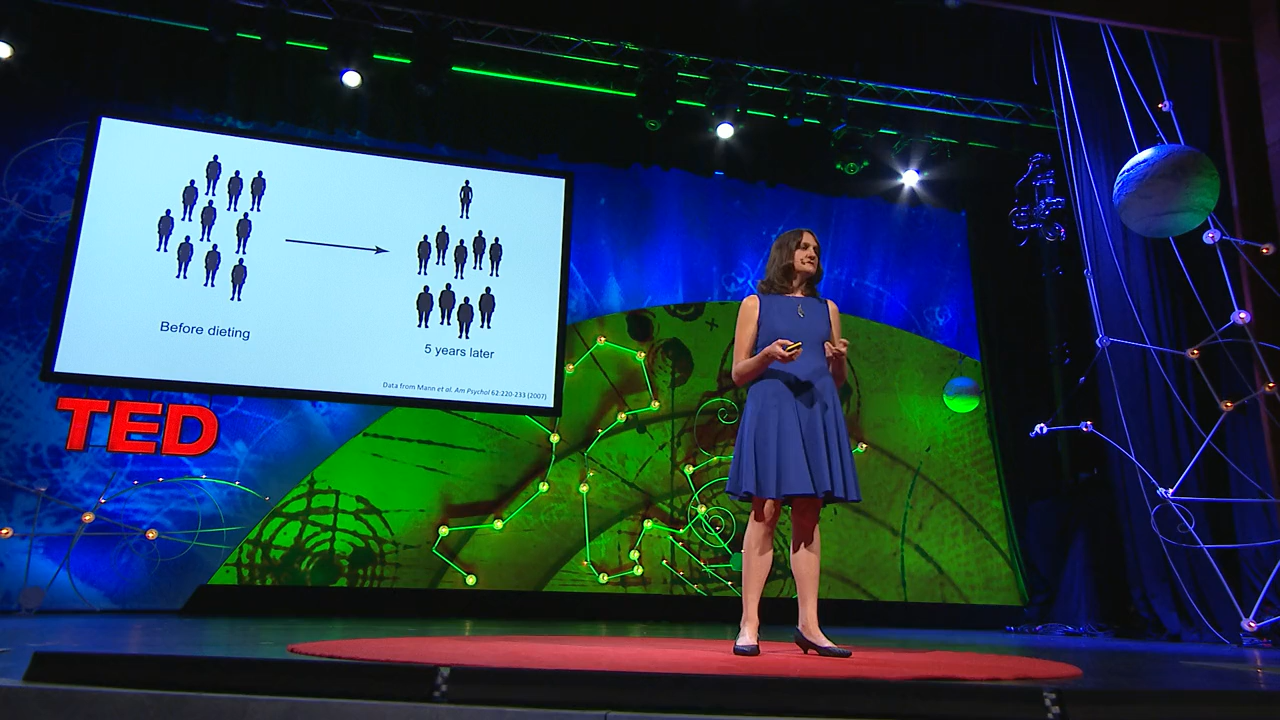 Before dieting
5 years later
Data from Mann et al. Am Psychol 62:220-233 (2007)
TED